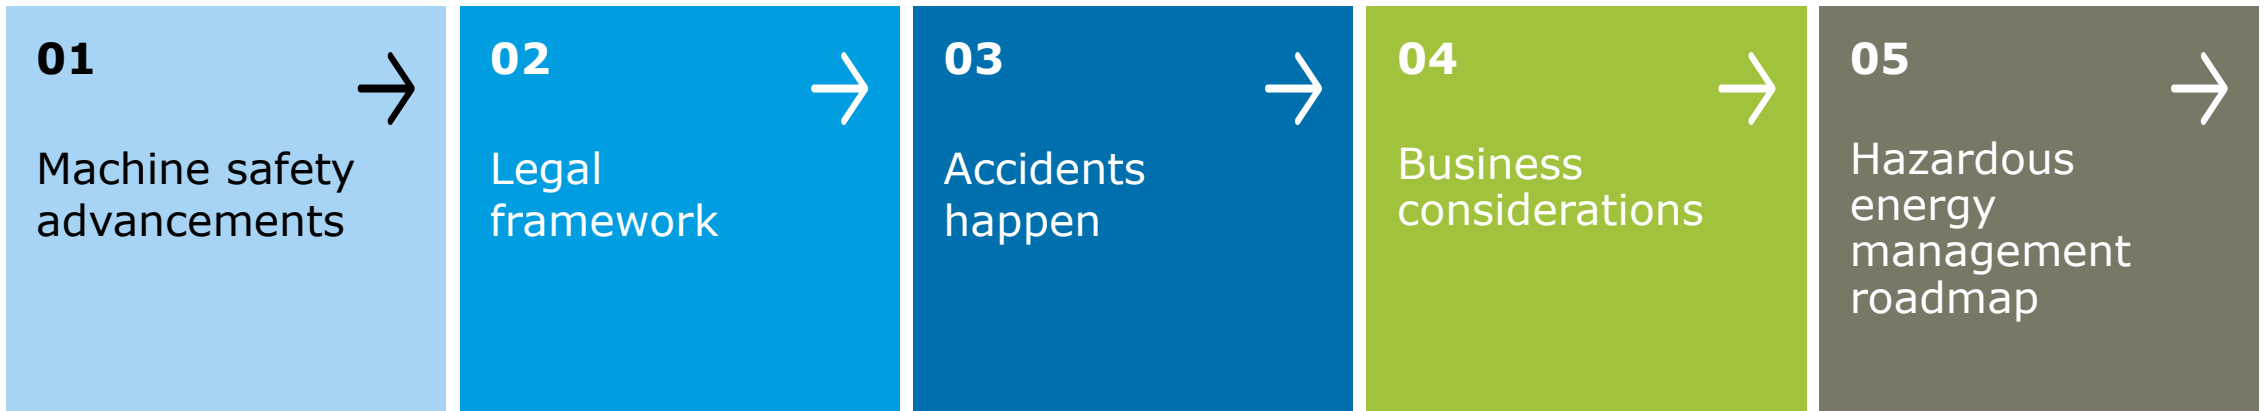 01
Machine safety
advancements
02
Legal
framework
03
Accidents
happen
04
Business
considerations
05
Hazardous
energy
management
roadmap